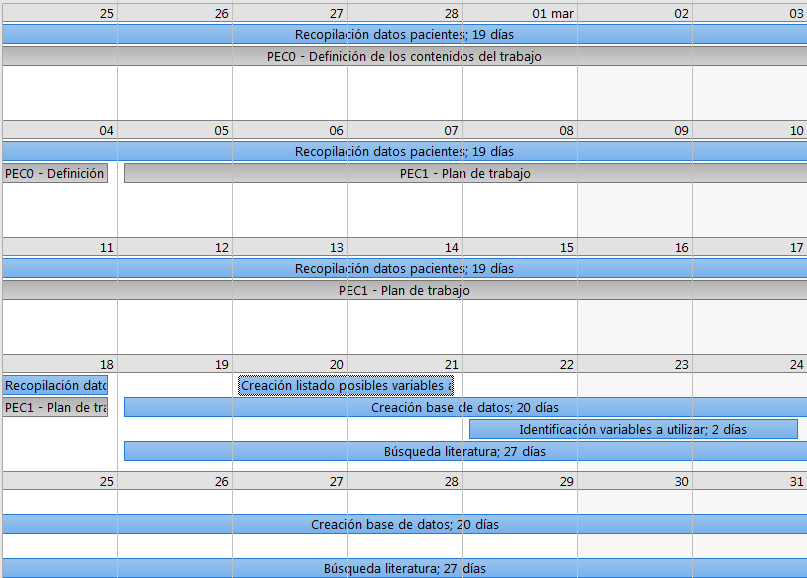 25 26 27 28 01 mar 02 03
Recopilación datos pacientes; 19 días
PEC0 - Definición de los contenidos del trabajo
04 05 06 07 08 09 10
Recopilación datos pacientes; 19 días
PEC0 - Definición PEC1 - Plan de trabajo
11 12 13 14 15 16 17
Recopilación datos pacientes; 19 días
PEC1 - Plan de trabajo
18 19 20 21 22 23 24
Recopilación dato Creación listado posibles variables a
PEC1 - Plan de tra Creación base de datos; 20 días
Identificación variables a utilizar; 2 días
Búsqueda literatura; 27 días
25 26 27 28 29 30 31
Creación base de datos; 20 días
Búsqueda literatura; 27 días